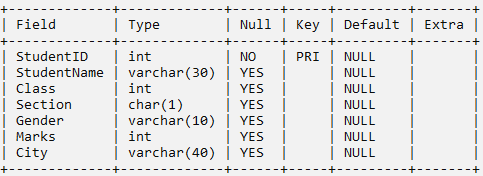 +-------------+-------------+------+-----+---------+-------+
| Field       | Type        | Null | Key | Default | Extra |
+-------------+-------------+------+-----+---------+-------+
| StudentID   | int         | NO   | PRI | NULL    |       |
| StudentName | varchar(30) | YES  |     | NULL    |       |
| Class       | int         | YES  |     | NULL    |       |
| Section     | char(1)     | YES  |     | NULL    |       |
| Gender      | varchar(10) | YES  |     | NULL    |       |
| Marks       | int         | YES  |     | NULL    |       |
| City        | varchar(40) | YES  |     | NULL    |       |
+-------------+-------------+------+-----+---------+-------+